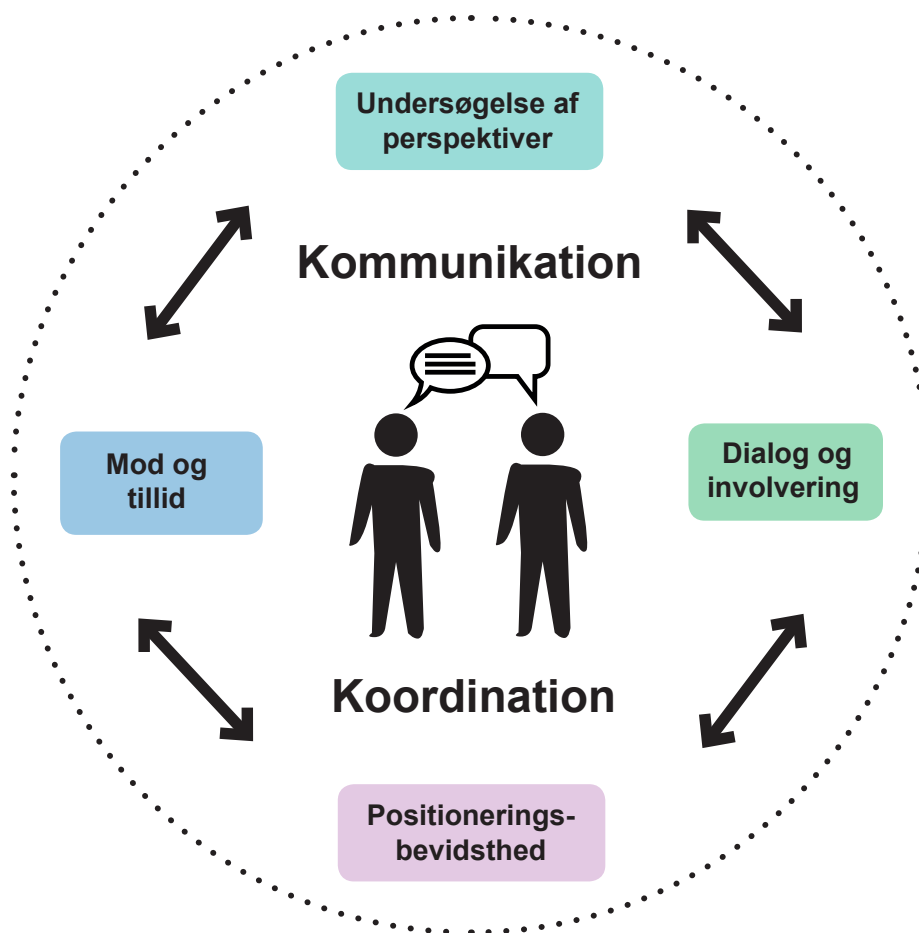 Undersøgelse af
perspektiver
Kommunikation
Mod og
tillid
Dialog og
involvering
Koordination
Positionerings-
bevidsthed